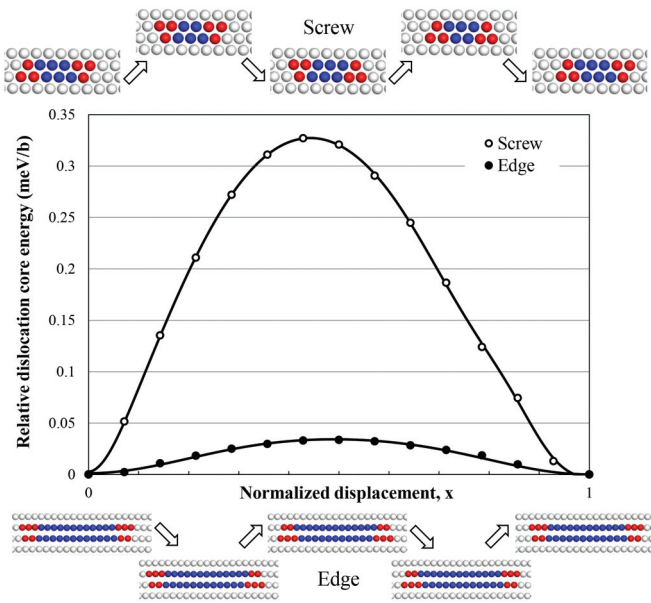 Screw
0.35
0.3
0.25
0.2
0.15
0.1
0.05
0
Relative dislocation core energy (meV/b)
Screw
Edge
0
Normalized displacement, x
1
Edge